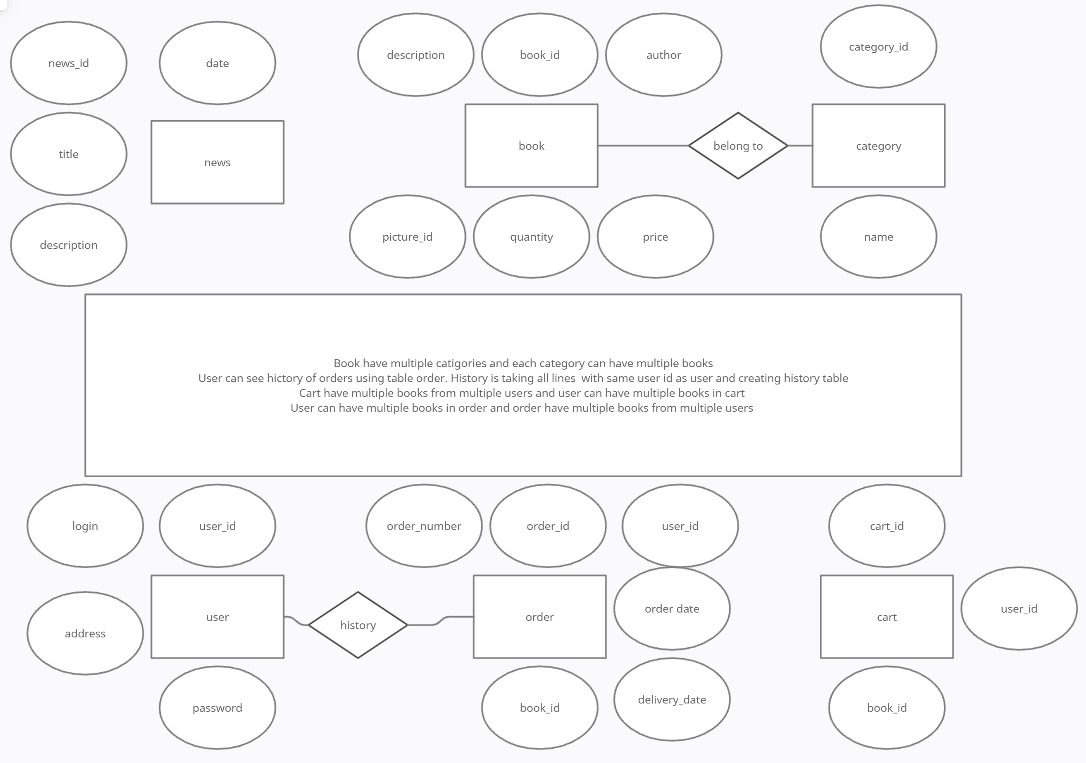 news_id
date
title
news
description
description
book_id
author
book
belong to
category
category_id
picture_id
quantity
price
name
Book have multiple catigories and each category can have multiple books
User can see hictory of orders using table order. History is taking all lines  with same user id as user and creating history table
Cart have multiple books from multiple users and user can have multiple books in cart
User can have multiple books in order and order have multiple books from multiple users
login
user_id
address
user
password
history
order_number
order_id
user_id
order
order date
book_id
delivery_date
cart_id
cart
user_id
book_id